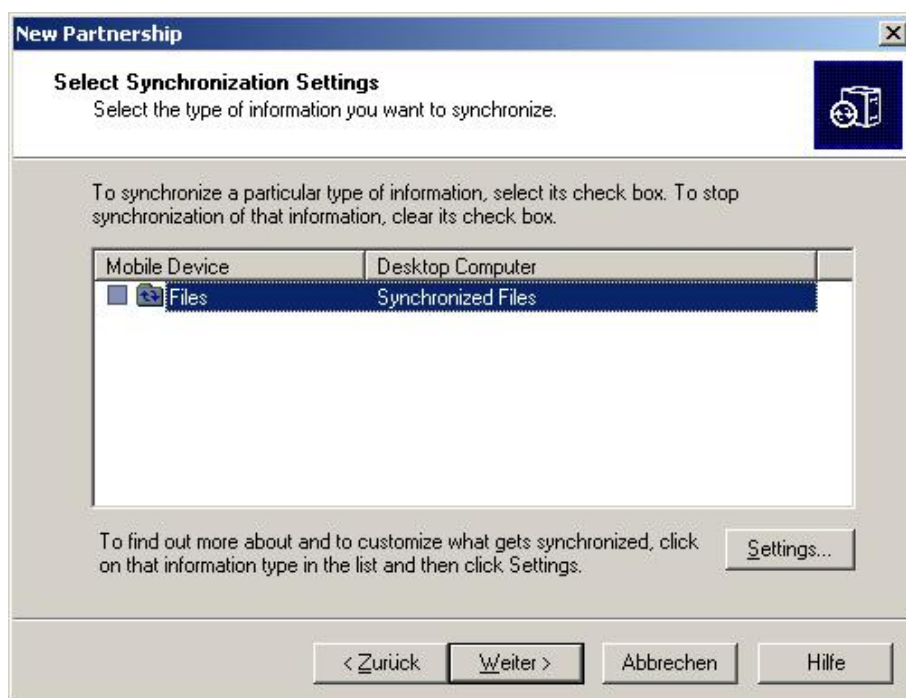 New Partnership
Select Synchronization Settings
Select the type of information you want to synchronize.
To synchronize a particular type of information, select its check box. To stop
synchronization of that information, clear its check box.
Mobile Device Desktop Computer
Files Synchronized Files
To find out more about and to customize what gets synchronized, click
on that information type in the list and then click Settings.
Settings...
< Zurück Weiter > Abbrechen Hilfe